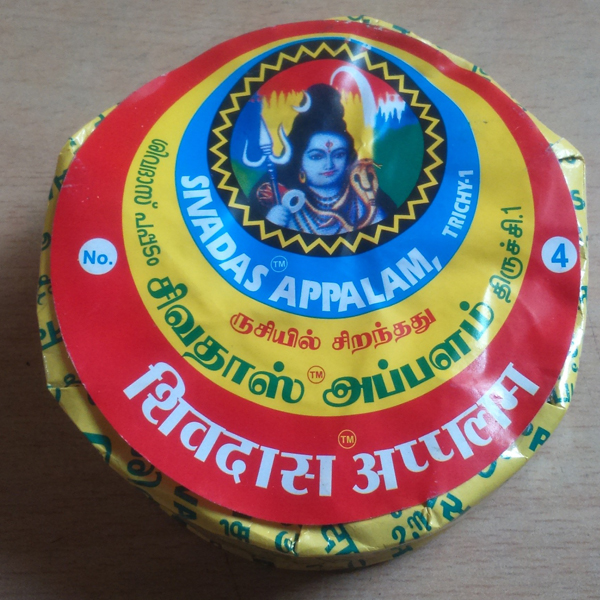 SIVADAS™ APPALAM,
TRICHY-1
No.
4
ருசியில் சிறந்தது
சிவதாஸ்™ அப்பளம்
திருச்சி.1
शिवदास™ अप्पलम